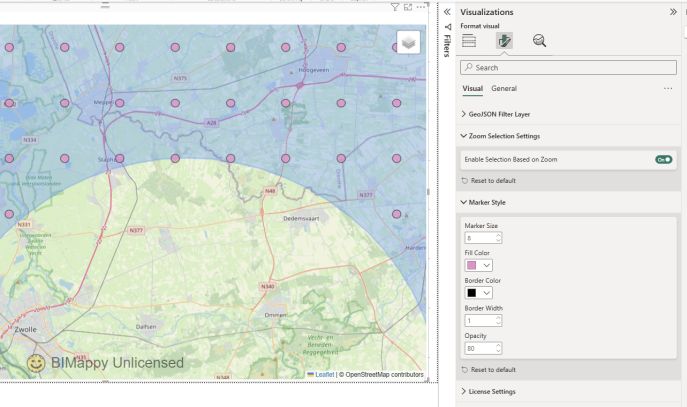 N375
Hoogeveen
Meppel
A28
N334
Staphorst
N48
N377
Dedemsvaart
N331
N377
N340
Zwolle
Dalfsen
Ommen
Vecht- en
Beneden-
Reggegebied
N35
BIMappy Unlicensed
Leaflet | © OpenStreetMap contributors
Filters
Visualizations
Format visual
Search
Visual General
GeoJSON Filter Layer
Zoom Selection Settings
Enable Selection Based on Zoom
On
Reset to default
Marker Style
Marker Size
8
Fill Color
Border Color
Border Width
1
Opacity
80
Reset to default
License Settings